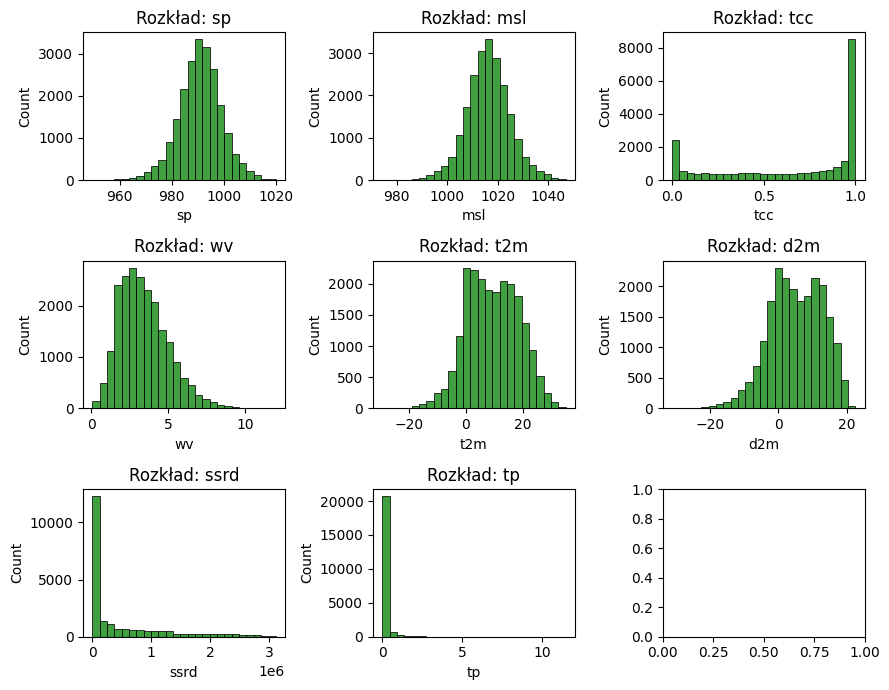 Rozkład: sp
3000
2000
1000
0
Count
960 980 1000 1020
sp
Rozkład: msl
3000
2000
1000
0
Count
980 1000 1020 1040
msl
Rozkład: tcc
8000
6000
4000
2000
0
Count
0.0 0.5 1.0
tcc
Rozkład: wv
2000
1000
0
Count
0 5 10
wv
Rozkład: t2m
2000
1500
1000
500
0
Count
−20 0 20
t2m
Rozkład: d2m
2000
1500
1000
500
0
Count
−20 0 20
d2m
Rozkład: ssrd
10000
5000
0
Count
0 1 2 3
1e6
ssrd
Rozkład: tp
20000
15000
10000
5000
0
Count
0 5 10
tp
1.0
0.8
0.6
0.4
0.2
0.0
0.00 0.25 0.50 0.75 1.00